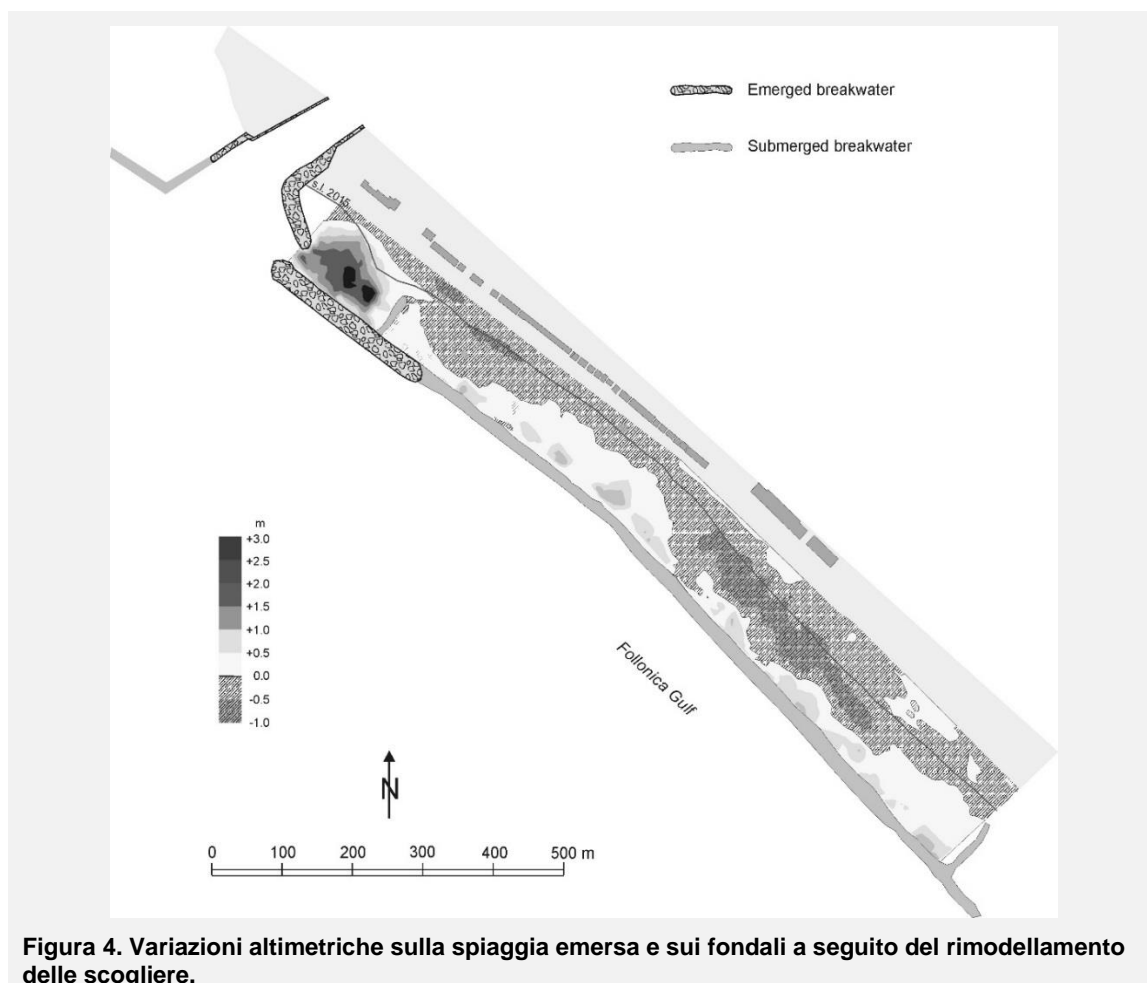 Emerged breakwater
Submerged breakwater
s.l. 2015
m
+3.0
+2.5
+2.0
+1.5
+1.0
+0.5
0.0
-0.5
-1.0
Follonica Gulf
N
0 100 200 300 400 500 m
Figura 4. Variazioni altimetriche sulla spiaggia emersa e sui fondali a seguito del rimodellamento
delle scogliere.